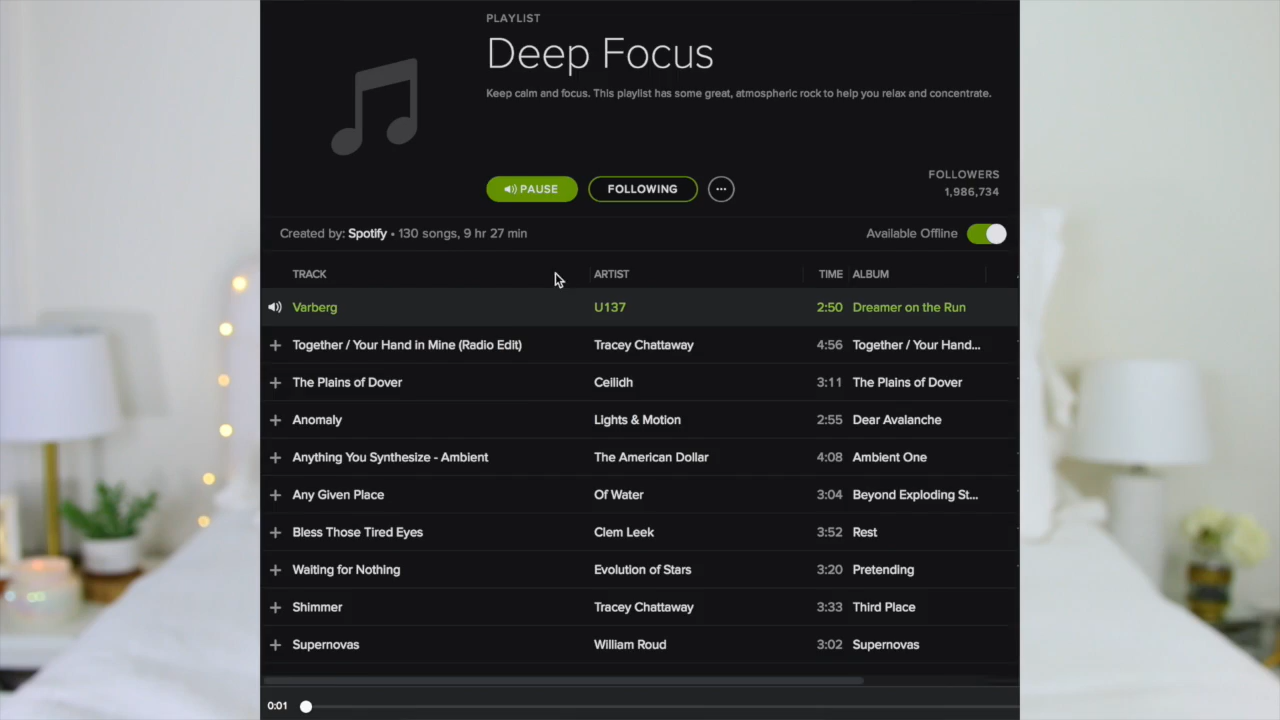 PLAYLIST
Deep Focus
Keep calm and focus. This playlist has some great, atmospheric rock to help you relax and concentrate.
PAUSE FOLLOWING
FOLLOWERS
1,986,734
Created by: Spotify • 130 songs, 9 hr 27 min Available Offline
TRACK ARTIST TIME ALBUM
Varberg U137 2:50 Dreamer on the Run
+ Together / Your Hand in Mine (Radio Edit) Tracey Chattaway 4:56 Together / Your Hand...
+ The Plains of Dover Ceilidh 3:11 The Plains of Dover
+ Anomaly Lights & Motion 2:55 Dear Avalanche
+ Anything You Synthesize - Ambient The American Dollar 4:08 Ambient One
+ Any Given Place Of Water 3:04 Beyond Exploding St...
+ Bless Those Tired Eyes Clem Leek 3:52 Rest
+ Waiting for Nothing Evolution of Stars 3:20 Pretending
+ Shimmer Tracey Chattaway 3:33 Third Place
+ Supernovas William Roud 3:02 Supernovas
0:01